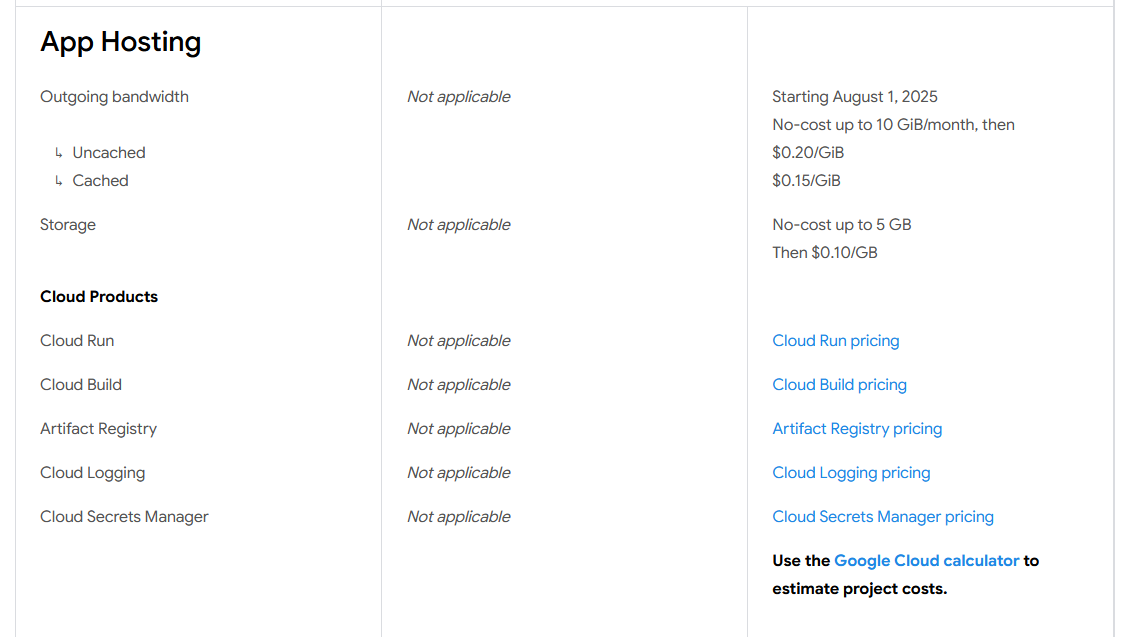 App Hosting
Outgoing bandwidth
Not applicable
Starting August 1, 2025
No-cost up to 10 GiB/month, then
↳ Uncached
$0.20/GiB
↳ Cached
$0.15/GiB
Storage
Not applicable
No-cost up to 5 GB
Then $0.10/GB
Cloud Products
Cloud Run
Not applicable
Cloud Run pricing
Cloud Build
Not applicable
Cloud Build pricing
Artifact Registry
Not applicable
Artifact Registry pricing
Cloud Logging
Not applicable
Cloud Logging pricing
Cloud Secrets Manager
Not applicable
Cloud Secrets Manager pricing
Use the Google Cloud calculator to
estimate project costs.